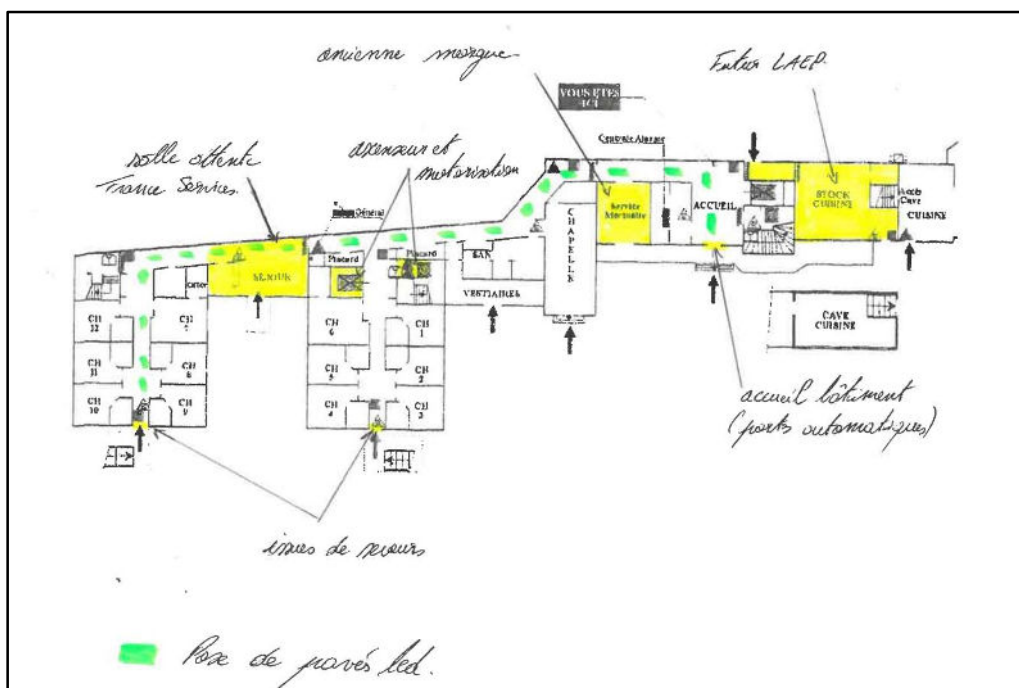 ancienne morgue
Futur LAEP.
VOUS ÊTES
ICI
Centrale Alarme
salle attente
France Services.
ascenseur et
motorisation
Général
Placard
SÉJOUR
Placard
VESTIAIRES
CHAPELLE
Service
Mortuaire
ACCUEIL
STOCK
CUISINE
Accès
Cave
CUISINE
CAVE
CUISINE
CH
12
CH
7
CH
11
CH
8
CH
10
CH
9
CH
6
CH
1
CH
5
CH
2
CH
4
CH
3
accueil bâtiment
(portes automatiques)
issues de secours
Pose de pavés led.